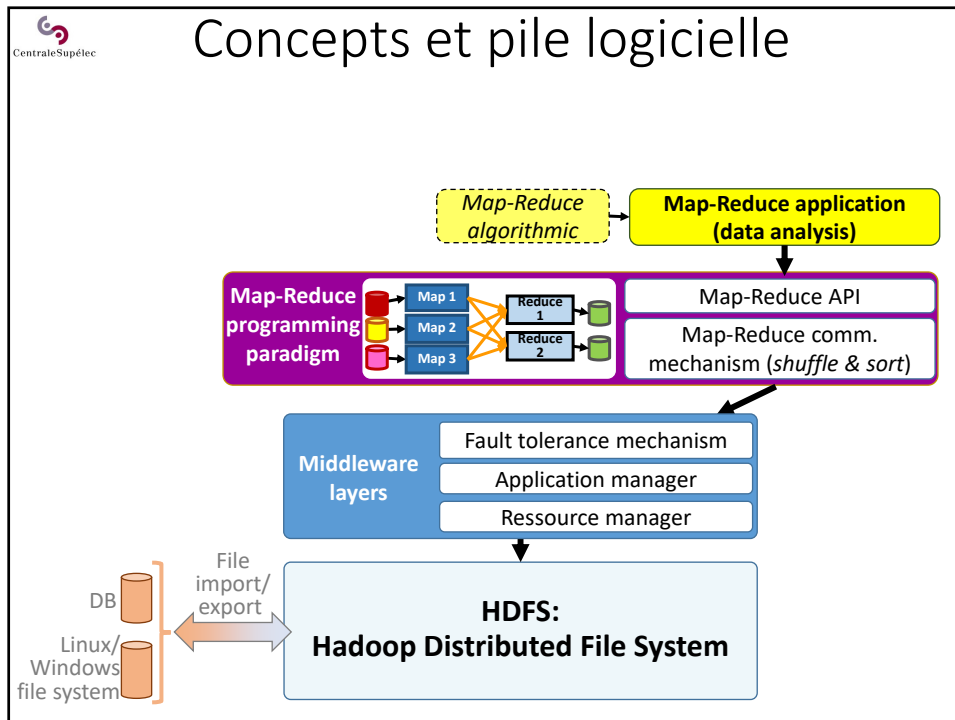 CentraleSupélec
Concepts et pile logicielle
Map-Reduce
algorithmic
Map-Reduce application
(data analysis)
Map-Reduce
programming
paradigm
Map 1
Map 2
Map 3
Reduce
1
Reduce
2
Map-Reduce API
Map-Reduce comm.
mechanism (shuffle & sort)
Middleware
layers
Fault tolerance mechanism
Application manager
Ressource manager
File
import/
export
DB
Linux/
Windows
file system
HDFS:
Hadoop Distributed File System